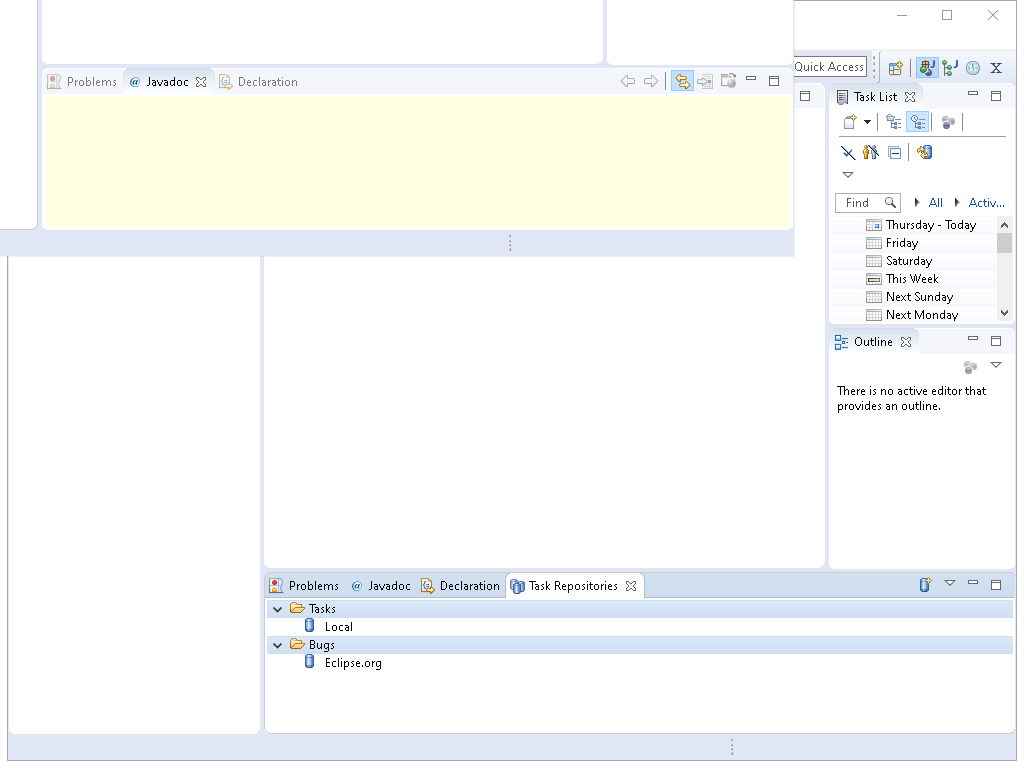 Problems @ Javadoc Declaration
Quick Access
Task List
Find All Activ...
Thursday - Today
Friday
Saturday
This Week
Next Sunday
Next Monday
Outline
There is no active editor that
provides an outline.
Problems @ Javadoc Declaration Task Repositories
Tasks
Local
Bugs
Eclipse.org